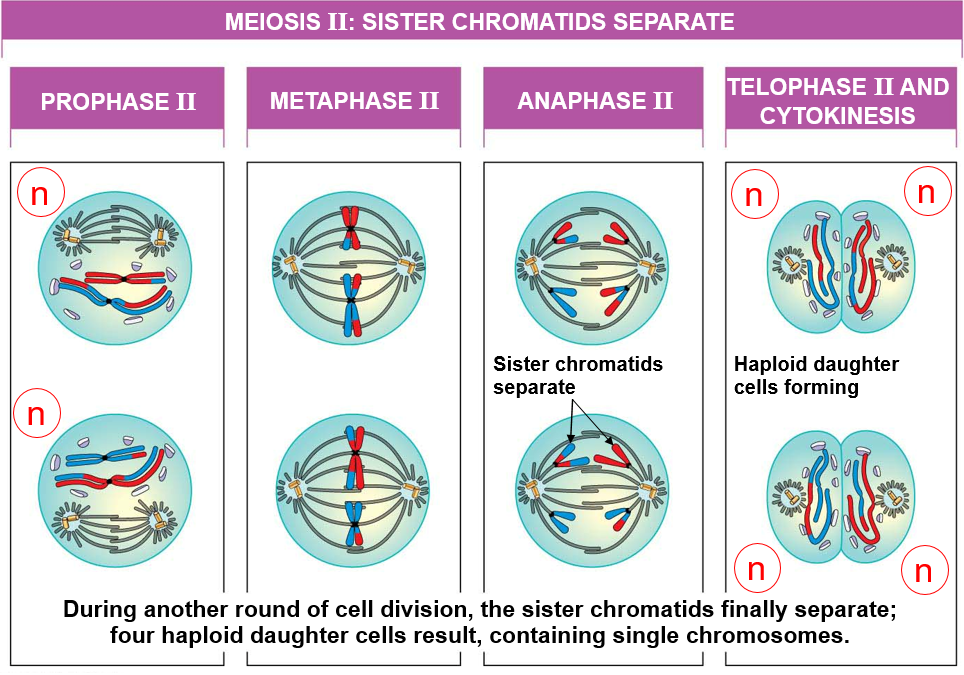 MEIOSIS II: SISTER CHROMATIDS SEPARATE
PROPHASE II
METAPHASE II
ANAPHASE II
TELOPHASE II AND
CYTOKINESIS
n
n
n
Sister chromatids
separate
Haploid daughter
cells forming
n
n
n
During another round of cell division, the sister chromatids finally separate;
four haploid daughter cells result, containing single chromosomes.